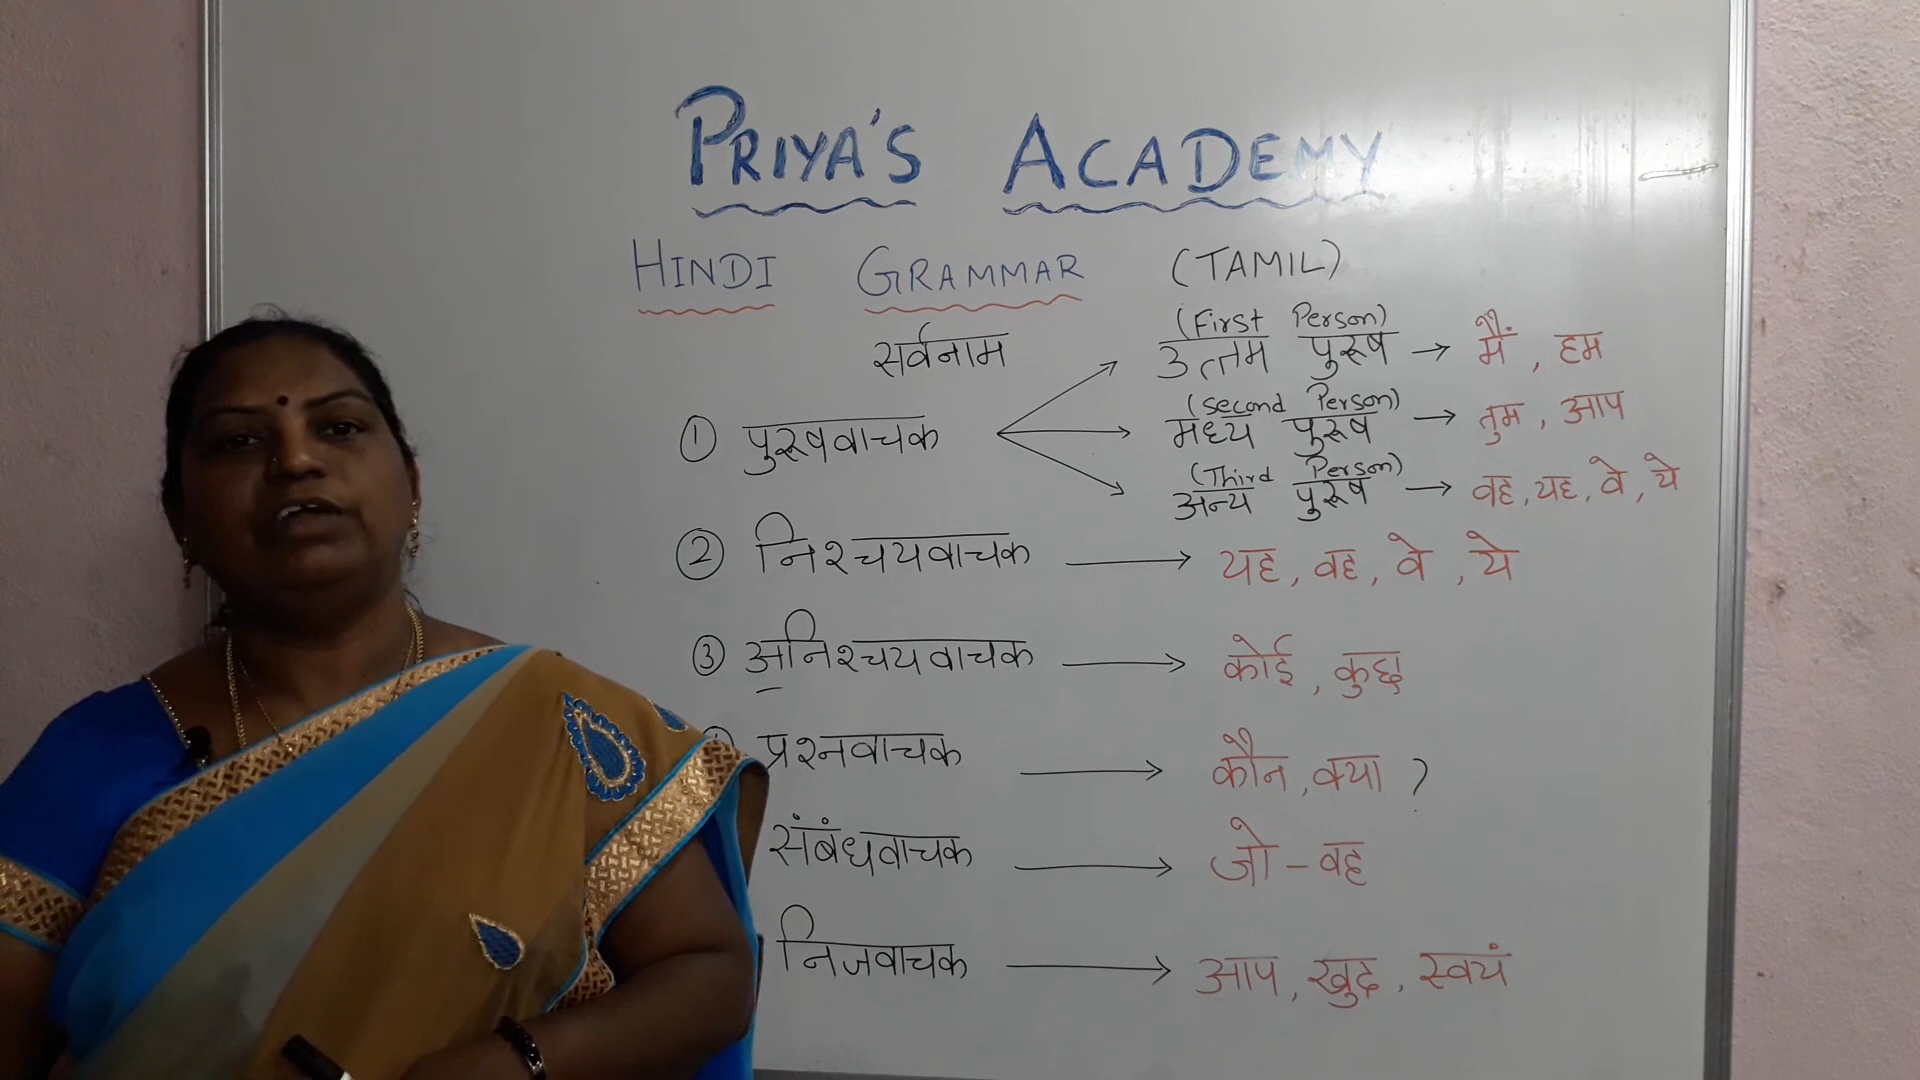 PRIYA'S ACADEMY
HINDI GRAMMAR (TAMIL)
सर्वनाम
① पुरूषवाचक
(First Person)
उत्तम पुरूष → मैं, हम
(Second Person)
मध्य पुरूष → तुम, आप
(Third Person)
अन्य पुरूष → वह, यह, वे, ये
② निश्चयवाचक → यह, वह, वे, ये
③ अनिश्चयवाचक → कोई, कुछ
प्रश्नवाचक → कौन, क्या ?
संबंधवाचक → जो - वह
निजवाचक → आप, खुद, स्वयं